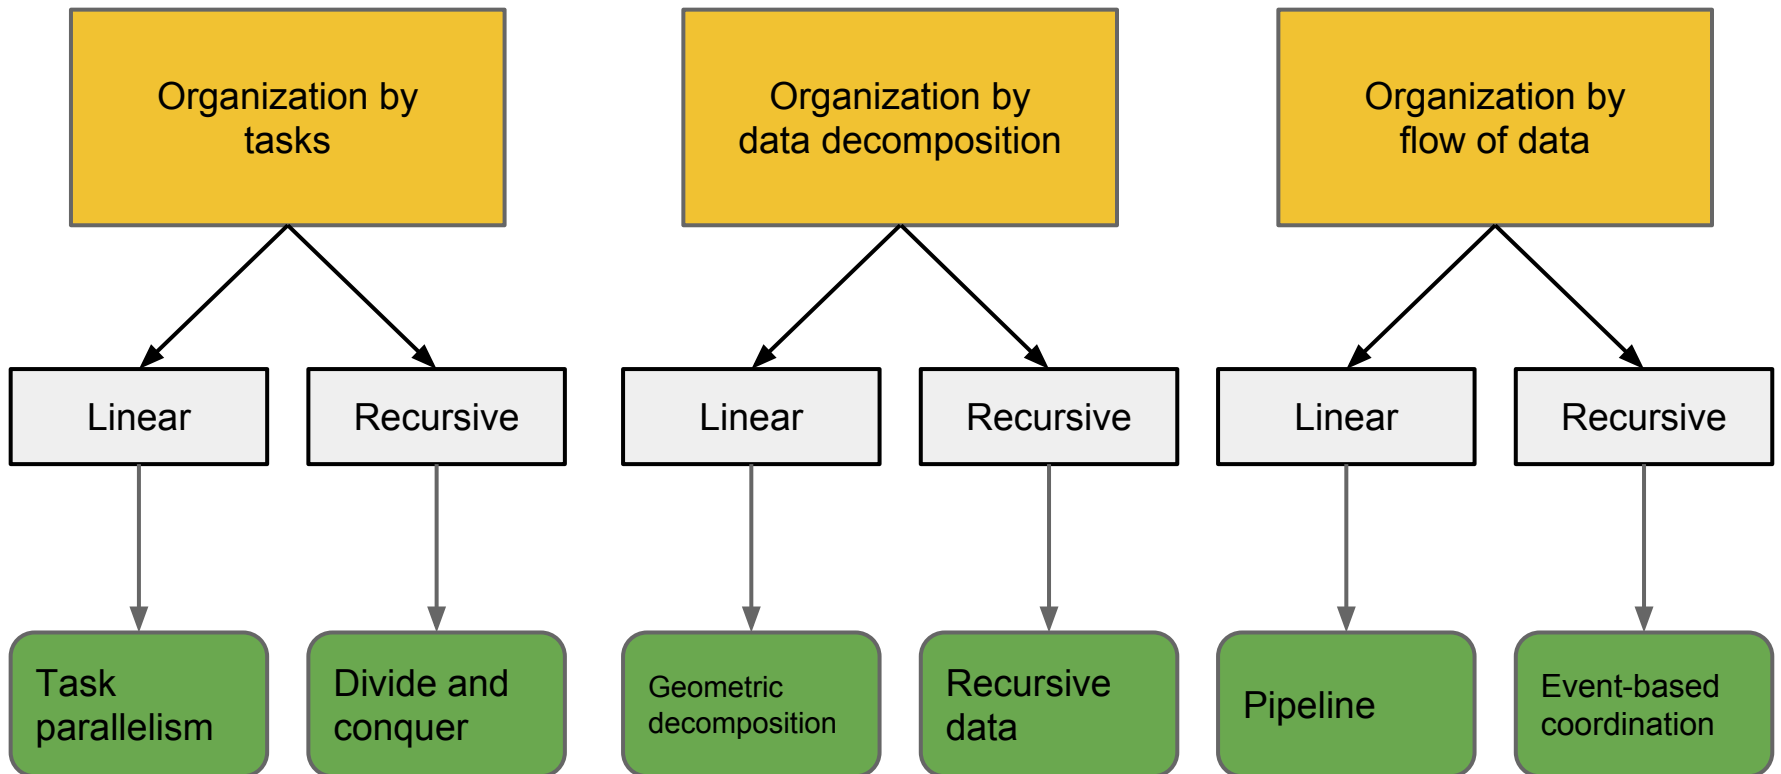 Organization by
tasks
Organization by
data decomposition
Organization by
flow of data
Linear
Recursive
Linear
Recursive
Linear
Recursive
Task
parallelism
Divide and
conquer
Geometric
decomposition
Recursive
data
Pipeline
Event-based
coordination